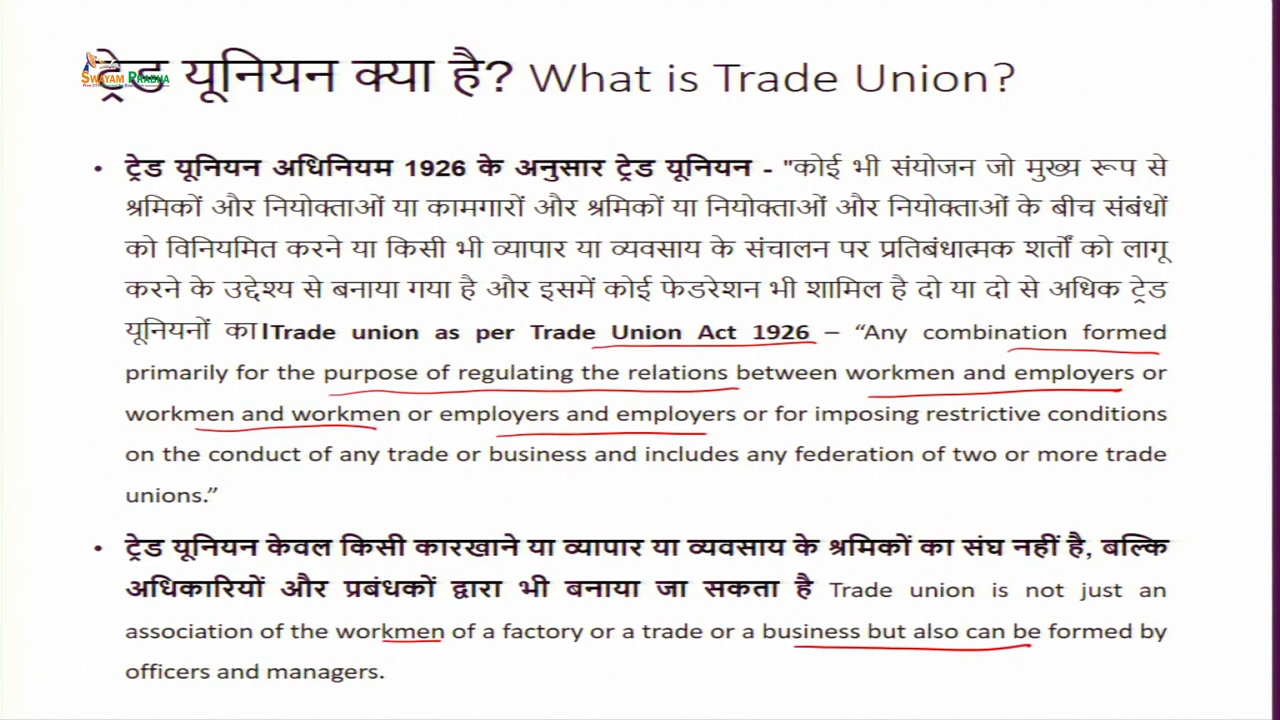 ट्रेड यूनियन क्या है? What is Trade Union?
SWAYAM PRABHA
• ट्रेड यूनियन अधिनियम 1926 के अनुसार ट्रेड यूनियन - "कोई भी संयोजन जो मुख्य रूप से
श्रमिकों और नियोक्ताओं या कामगारों और श्रमिकों या नियोक्ताओं और नियोक्ताओं के बीच संबंधों
को विनियमित करने या किसी भी व्यापार या व्यवसाय के संचालन पर प्रतिबंधात्मक शर्तों को लागू
करने के उद्देश्य से बनाया गया है और इसमें कोई फेडरेशन भी शामिल है दो या दो से अधिक ट्रेड
यूनियनों का।Trade union as per Trade Union Act 1926 – “Any combination formed
primarily for the purpose of regulating the relations between workmen and employers or
workmen and workmen or employers and employers or for imposing restrictive conditions
on the conduct of any trade or business and includes any federation of two or more trade
unions.”
• ट्रेड यूनियन केवल किसी कारखाने या व्यापार या व्यवसाय के श्रमिकों का संघ नहीं है, बल्कि
अधिकारियों और प्रबंधकों द्वारा भी बनाया जा सकता है Trade union is not just an
association of the workmen of a factory or a trade or a business but also can be formed by
officers and managers.